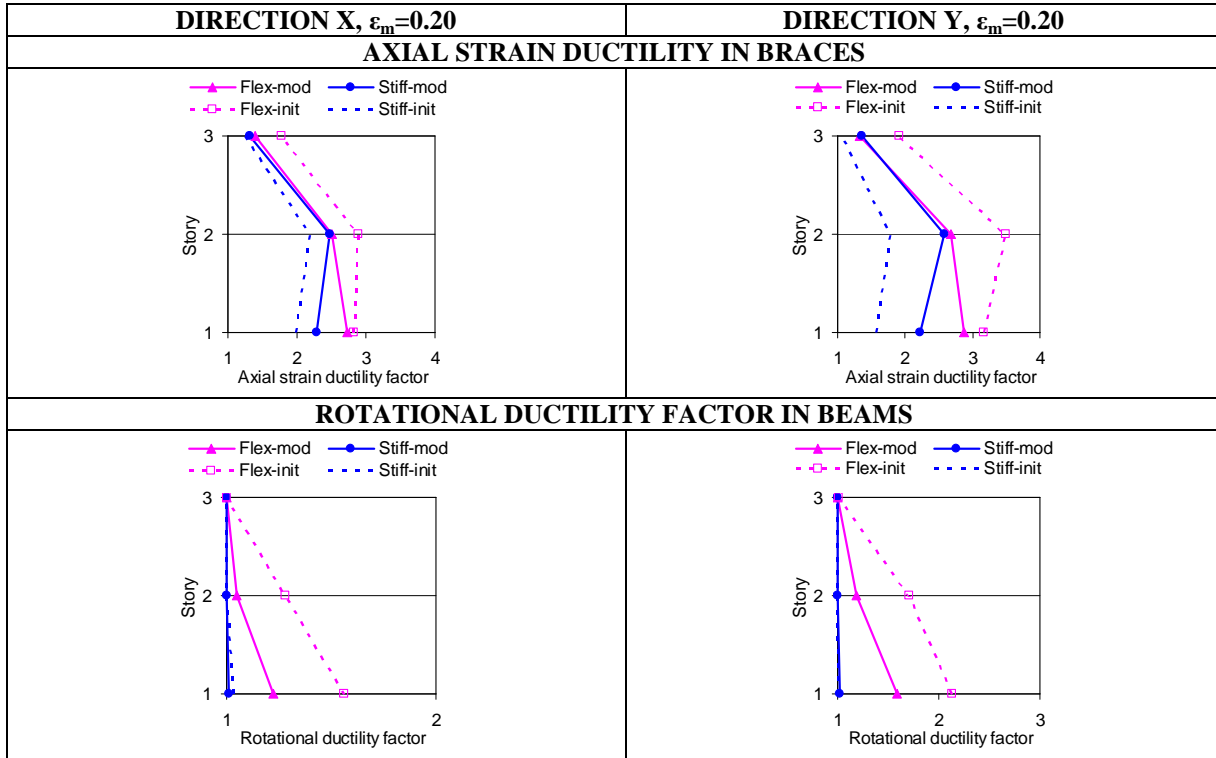 DIRECTION X, εm=0.20
DIRECTION Y, εm=0.20
AXIAL STRAIN DUCTILITY IN BRACES
Flex-mod Stiff-mod
Flex-init Stiff-init
3
2
1
Story
1 2 3 4
Axial strain ductility factor
Flex-mod Stiff-mod
Flex-init Stiff-init
3
2
1
Story
1 2 3 4
Axial strain ductility factor
ROTATIONAL DUCTILITY FACTOR IN BEAMS
Flex-mod Stiff-mod
Flex-init Stiff-init
3
2
1
Story
1 2
Rotational ductility factor
Flex-mod Stiff-mod
Flex-init Stiff-init
3
2
1
Story
1 2 3
Rotational ductility factor